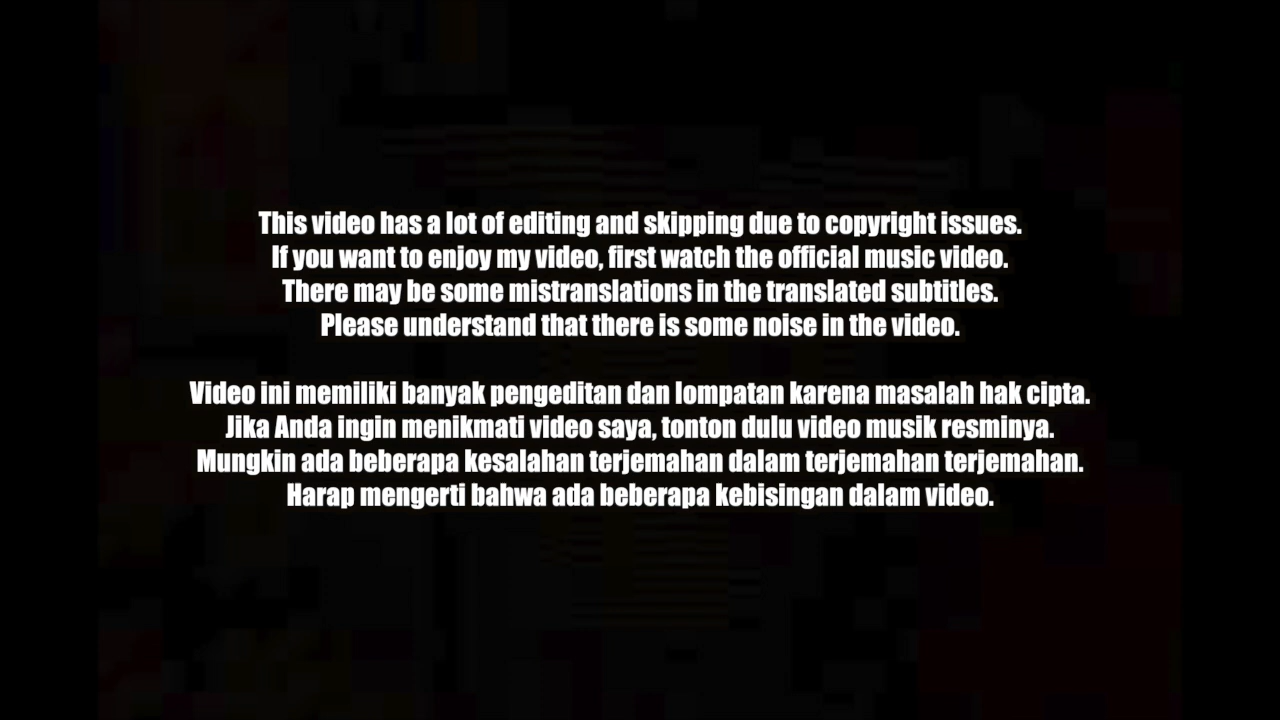 This video has a lot of editing and skipping due to copyright issues.
If you want to enjoy my video, first watch the official music video.
There may be some mistranslations in the translated subtitles.
Please understand that there is some noise in the video.
Video ini memiliki banyak pengeditan dan lompatan karena masalah hak cipta.
Jika Anda ingin menikmati video saya, tonton dulu video musik resminya.
Mungkin ada beberapa kesalahan terjemahan dalam terjemahan terjemahan.
Harap mengerti bahwa ada beberapa kebisingan dalam video.